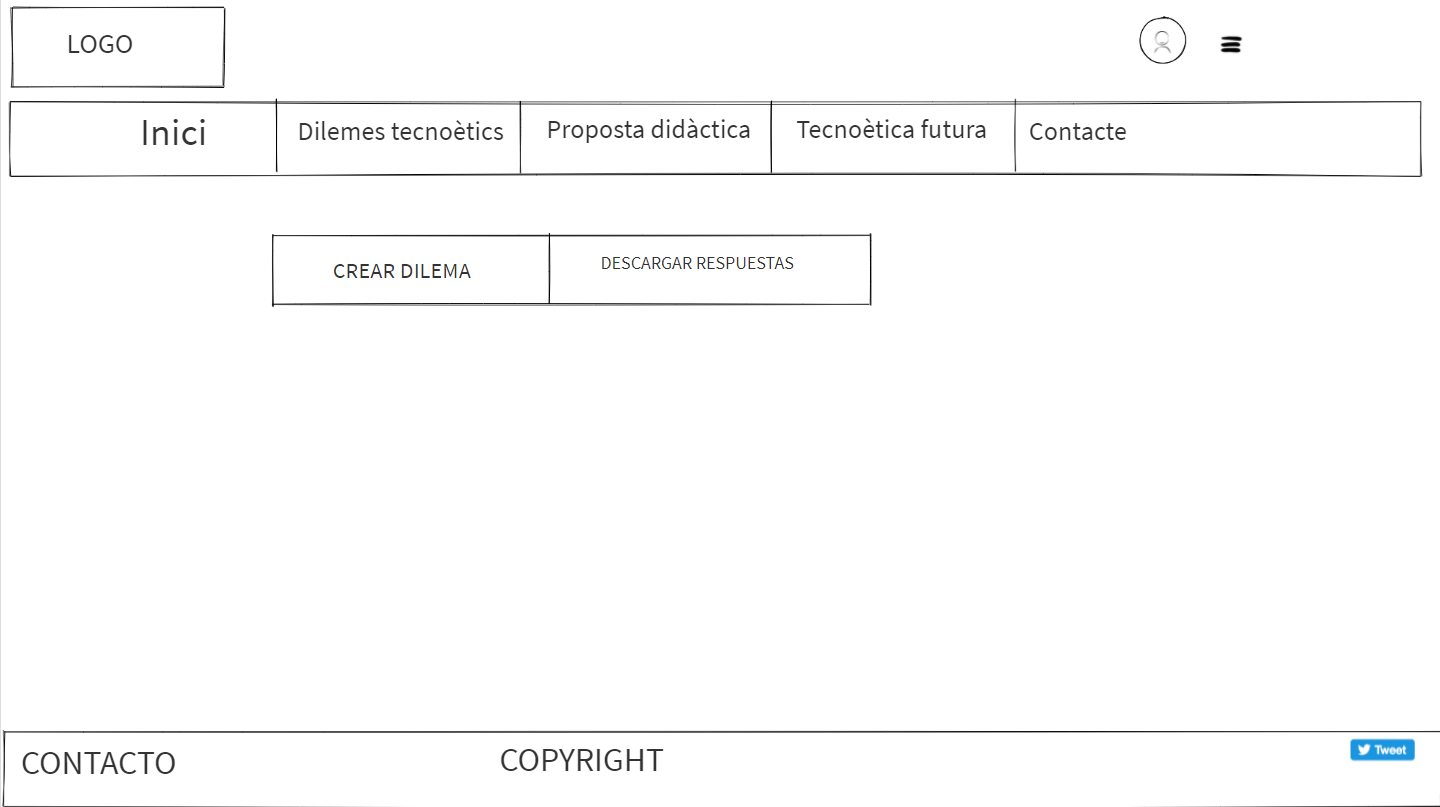 LOGO
Inici
Dilemes tecnoètics
Proposta didàctica
Tecnoètica futura
Contacte
CREAR DILEMA
DESCARGAR RESPUESTAS
CONTACTO
COPYRIGHT
Tweet